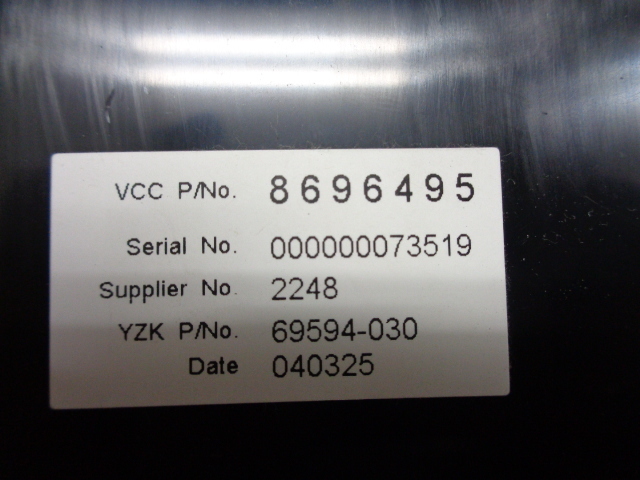 VCC P/No. 8696495
Serial No. 000000073519
Supplier No. 2248
YZK P/No. 69594-030
Date 040325